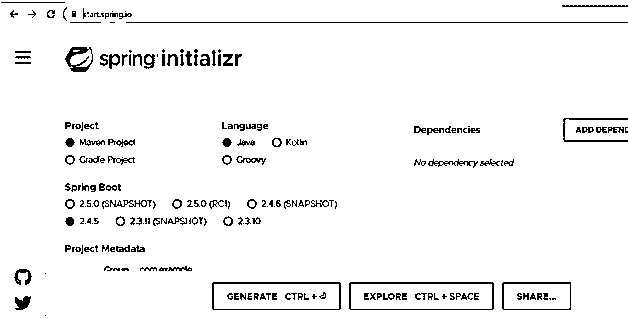 start.spring.io
spring initializr
Project
Maven Project
Gradle Project
Language
Java Kotlin
Groovy
Dependencies
ADD DEPEND
No dependency selected
Spring Boot
2.5.0 (SNAPSHOT) 2.5.0 (RC1) 2.4.6 (SNAPSHOT)
2.4.5 2.3.11 (SNAPSHOT) 2.3.10
Project Metadata
Group com.example
GENERATE CTRL + ⏎
EXPLORE CTRL + SPACE
SHARE...